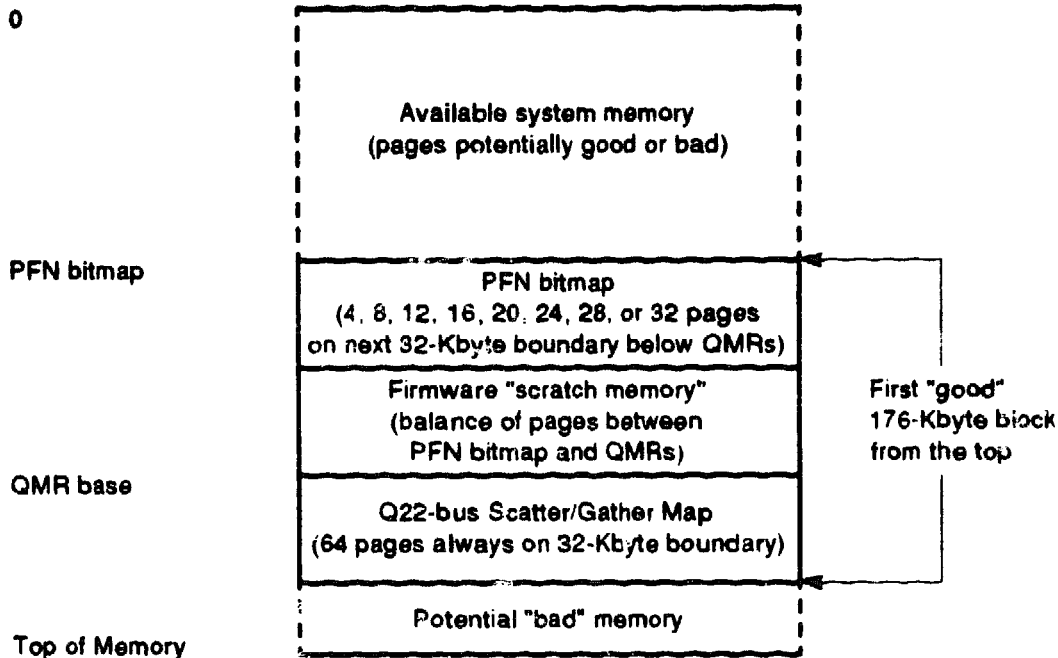 0
Available system memory
(pages potentially good or bad)
PFN bitmap
PFN bitmap
(4, 8, 12, 16, 20, 24, 28, or 32 pages
on next 32-Kbyte boundary below QMRs)
Firmware "scratch memory"
(balance of pages between
PFN bitmap and QMRs)
First "good"
176-Kbyte block
from the top
QMR base
Q22-bus Scatter/Gather Map
(64 pages always on 32-Kbyte boundary)
Potential "bad" memory
Top of Memory